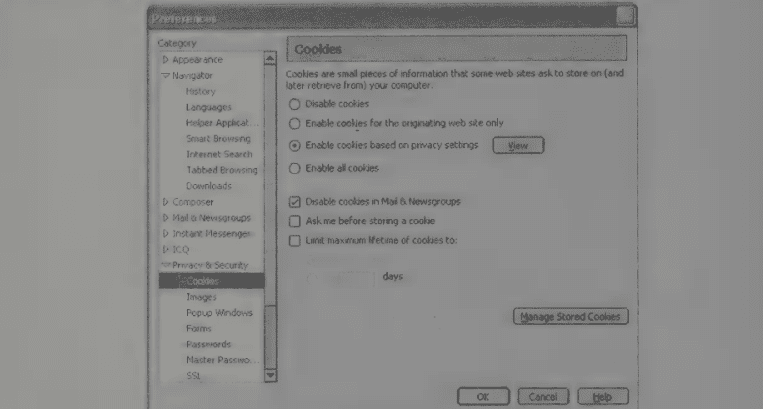 Preferences
Category
Appearance
Navigator
History
Languages
Helper Applicat...
Smart Browsing
Internet Search
Tabbed Browsing
Downloads
Composer
Mail & Newsgroups
Instant Messenger
ICQ
Privacy & Security
Cookies
Images
Popup Windows
Forms
Passwords
Master Passwo...
SSL
Cookies
Cookies are small pieces of information that some web sites ask to store on (and
later retrieve from) your computer.
Disable cookies
Enable cookies for the originating web site only
Enable cookies based on privacy settings View
Enable all cookies
Disable cookies in Mail & Newsgroups
Ask me before storing a cookie
Limit maximum lifetime of cookies to:
days
Manage Stored Cookies
OK Cancel Help